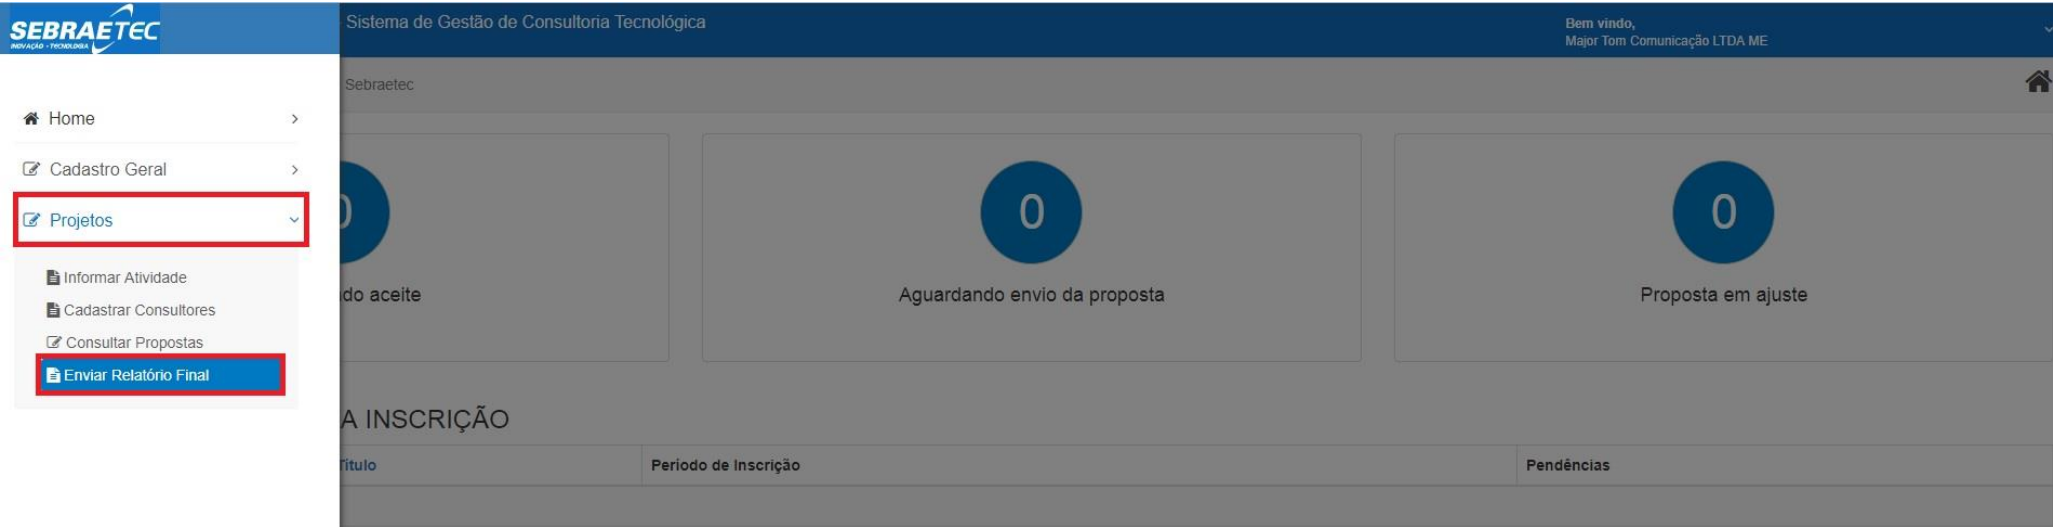 SEBRAETEC
INOVAÇÃO - TECNOLOGIA
Sistema de Gestão de Consultoria Tecnológica
Bem vindo,
Major Tom Comunicação LTDA ME
Sebraetec
Home
Cadastro Geral
Projetos
Informar Atividade
Cadastrar Consultores
Consultar Propostas
Enviar Relatório Final
0
do aceite
0
Aguardando envio da proposta
0
Proposta em ajuste
A INSCRIÇÃO
Título
Período de Inscrição
Pendências